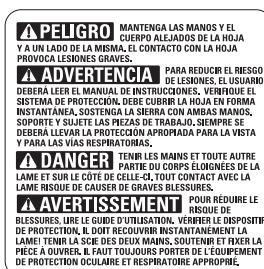 ⚠ PELIGRO MANTENGA LAS MANOS Y EL
CUERPO ALEJADOS DE LA HOJA
Y A UN LADO DE LA MISMA. EL CONTACTO CON LA HOJA
PROVOCA LESIONES GRAVES.
⚠ ADVERTENCIA PARA REDUCIR EL RIESGO
DE LESIONES, EL USUARIO
DEBERÁ LEER EL MANUAL DE INSTRUCCIONES. VERIFIQUE EL
SISTEMA DE PROTECCIÓN. DEBE CUBRIR LA HOJA EN FORMA
INSTANTÁNEA. SOSTENGA LA SIERRA CON AMBAS MANOS.
SOPORTE Y SUJETE LAS PIEZAS DE TRABAJO. SIEMPRE SE
DEBERÁ LLEVAR LA PROTECCIÓN APROPIADA PARA LA VISTA
Y PARA LAS VÍAS RESPIRATORIAS.
⚠ DANGER TENIR LES MAINS ET TOUTE AUTRE
PARTIE DU CORPS ÉLOIGNÉES DE LA
LAME ET SUR LE CÔTÉ DE CELLE-CI, TOUT CONTACT AVEC LA
LAME RISQUE DE CAUSER DE GRAVES BLESSURES.
⚠ AVERTISSEMENT POUR RÉDUIRE LE
RISQUE DE
BLESSURES, LIRE LE GUIDE D'UTILISATION. VÉRIFIER LE DISPOSITIF
DE PROTECTION, IL DOIT RECOUVRIR INSTANTANÉMENT LA
LAME! TENIR LA SCIE DES DEUX MAINS. SOUTENIR ET FIXER LA
PIÈCE À OUVRER. IL FAUT TOUJOURS PORTER DE L'ÉQUIPEMENT
DE PROTECTION OCULAIRE ET RESPIRATOIRE APPROPRIÉ.